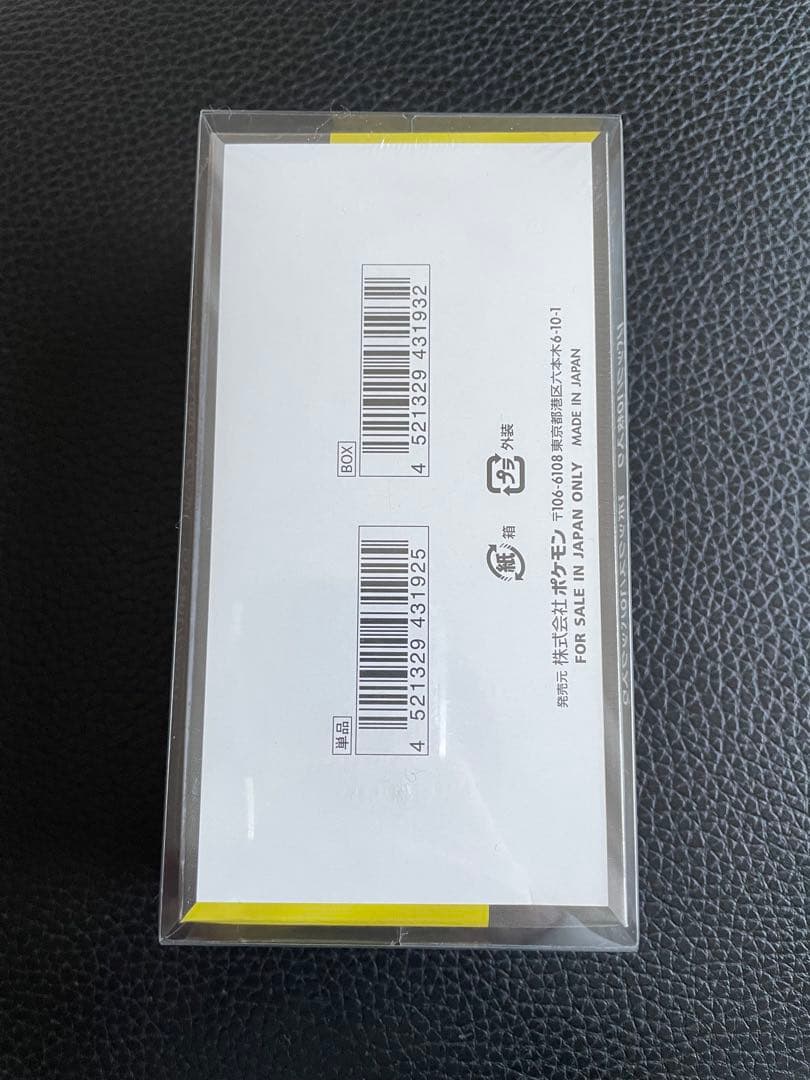 単品
4 521329 431925
BOX
4 521329 431932
紙 箱
プラ 外装
発売元 株式会社 ポケモン 〒106-6108 東京都港区六本木6-10-1
FOR SALE IN JAPAN ONLY MADE IN JAPAN